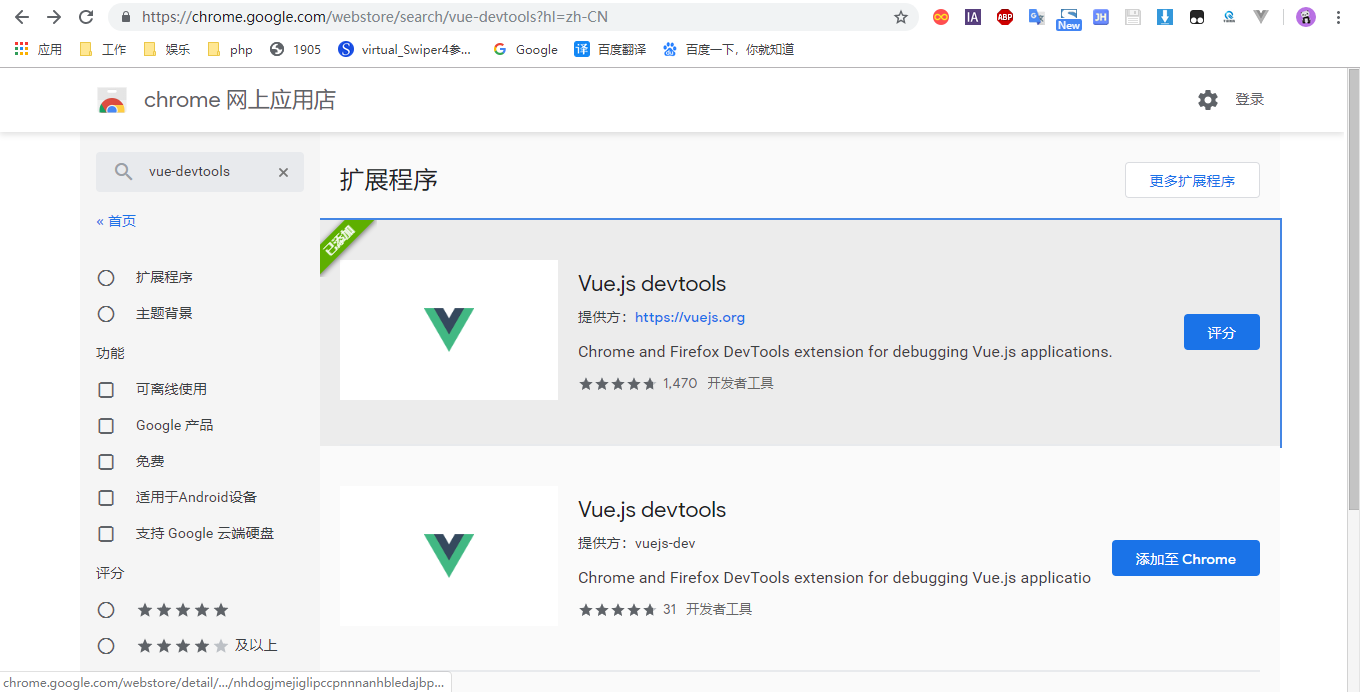 https://chrome.google.com/webstore/search/vue-devtools?hl=zh-CN
IA
ABP
New
JH
应用
工作
娱乐
php
1905
virtual_Swiper4参...
Google
译
百度翻译
百度一下，你就知道
chrome 网上应用店
登录
vue-devtools
« 首页
扩展程序
主题背景
功能
可离线使用
Google 产品
免费
适用于Android设备
支持 Google 云端硬盘
评分
及以上
扩展程序
更多扩展程序
已添加
Vue.js devtools
提供方：https://vuejs.org
Chrome and Firefox DevTools extension for debugging Vue.js applications.
1,470 开发者工具
评分
Vue.js devtools
提供方：vuejs-dev
Chrome and Firefox DevTools extension for debugging Vue.js applicatio
31 开发者工具
添加至 Chrome
chrome.google.com/webstore/detail/.../nhdogjmejiglipccpnnnanhbledajbp...